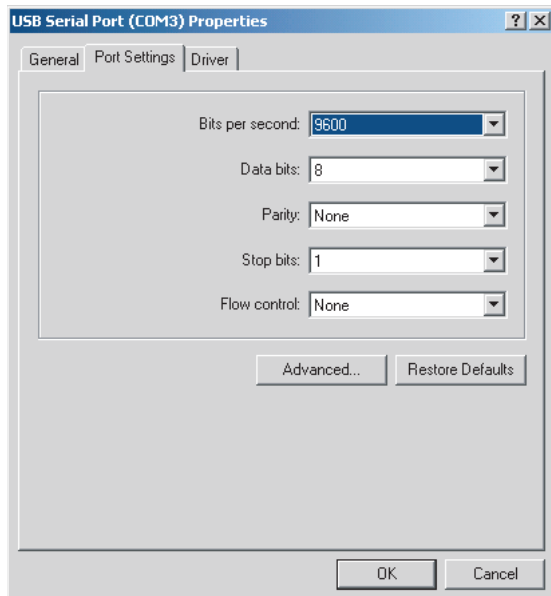 USB Serial Port (COM3) Properties
General Port Settings Driver
Bits per second: 9600
Data bits: 8
Parity: None
Stop bits: 1
Flow control: None
Advanced... Restore Defaults
OK Cancel